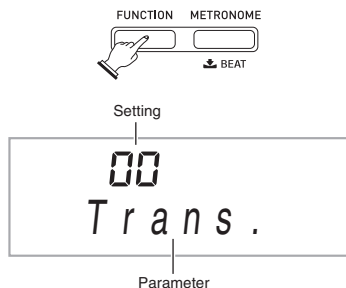 FUNCTION METRONOME
BEAT
Setting
00
Trans.
Parameter